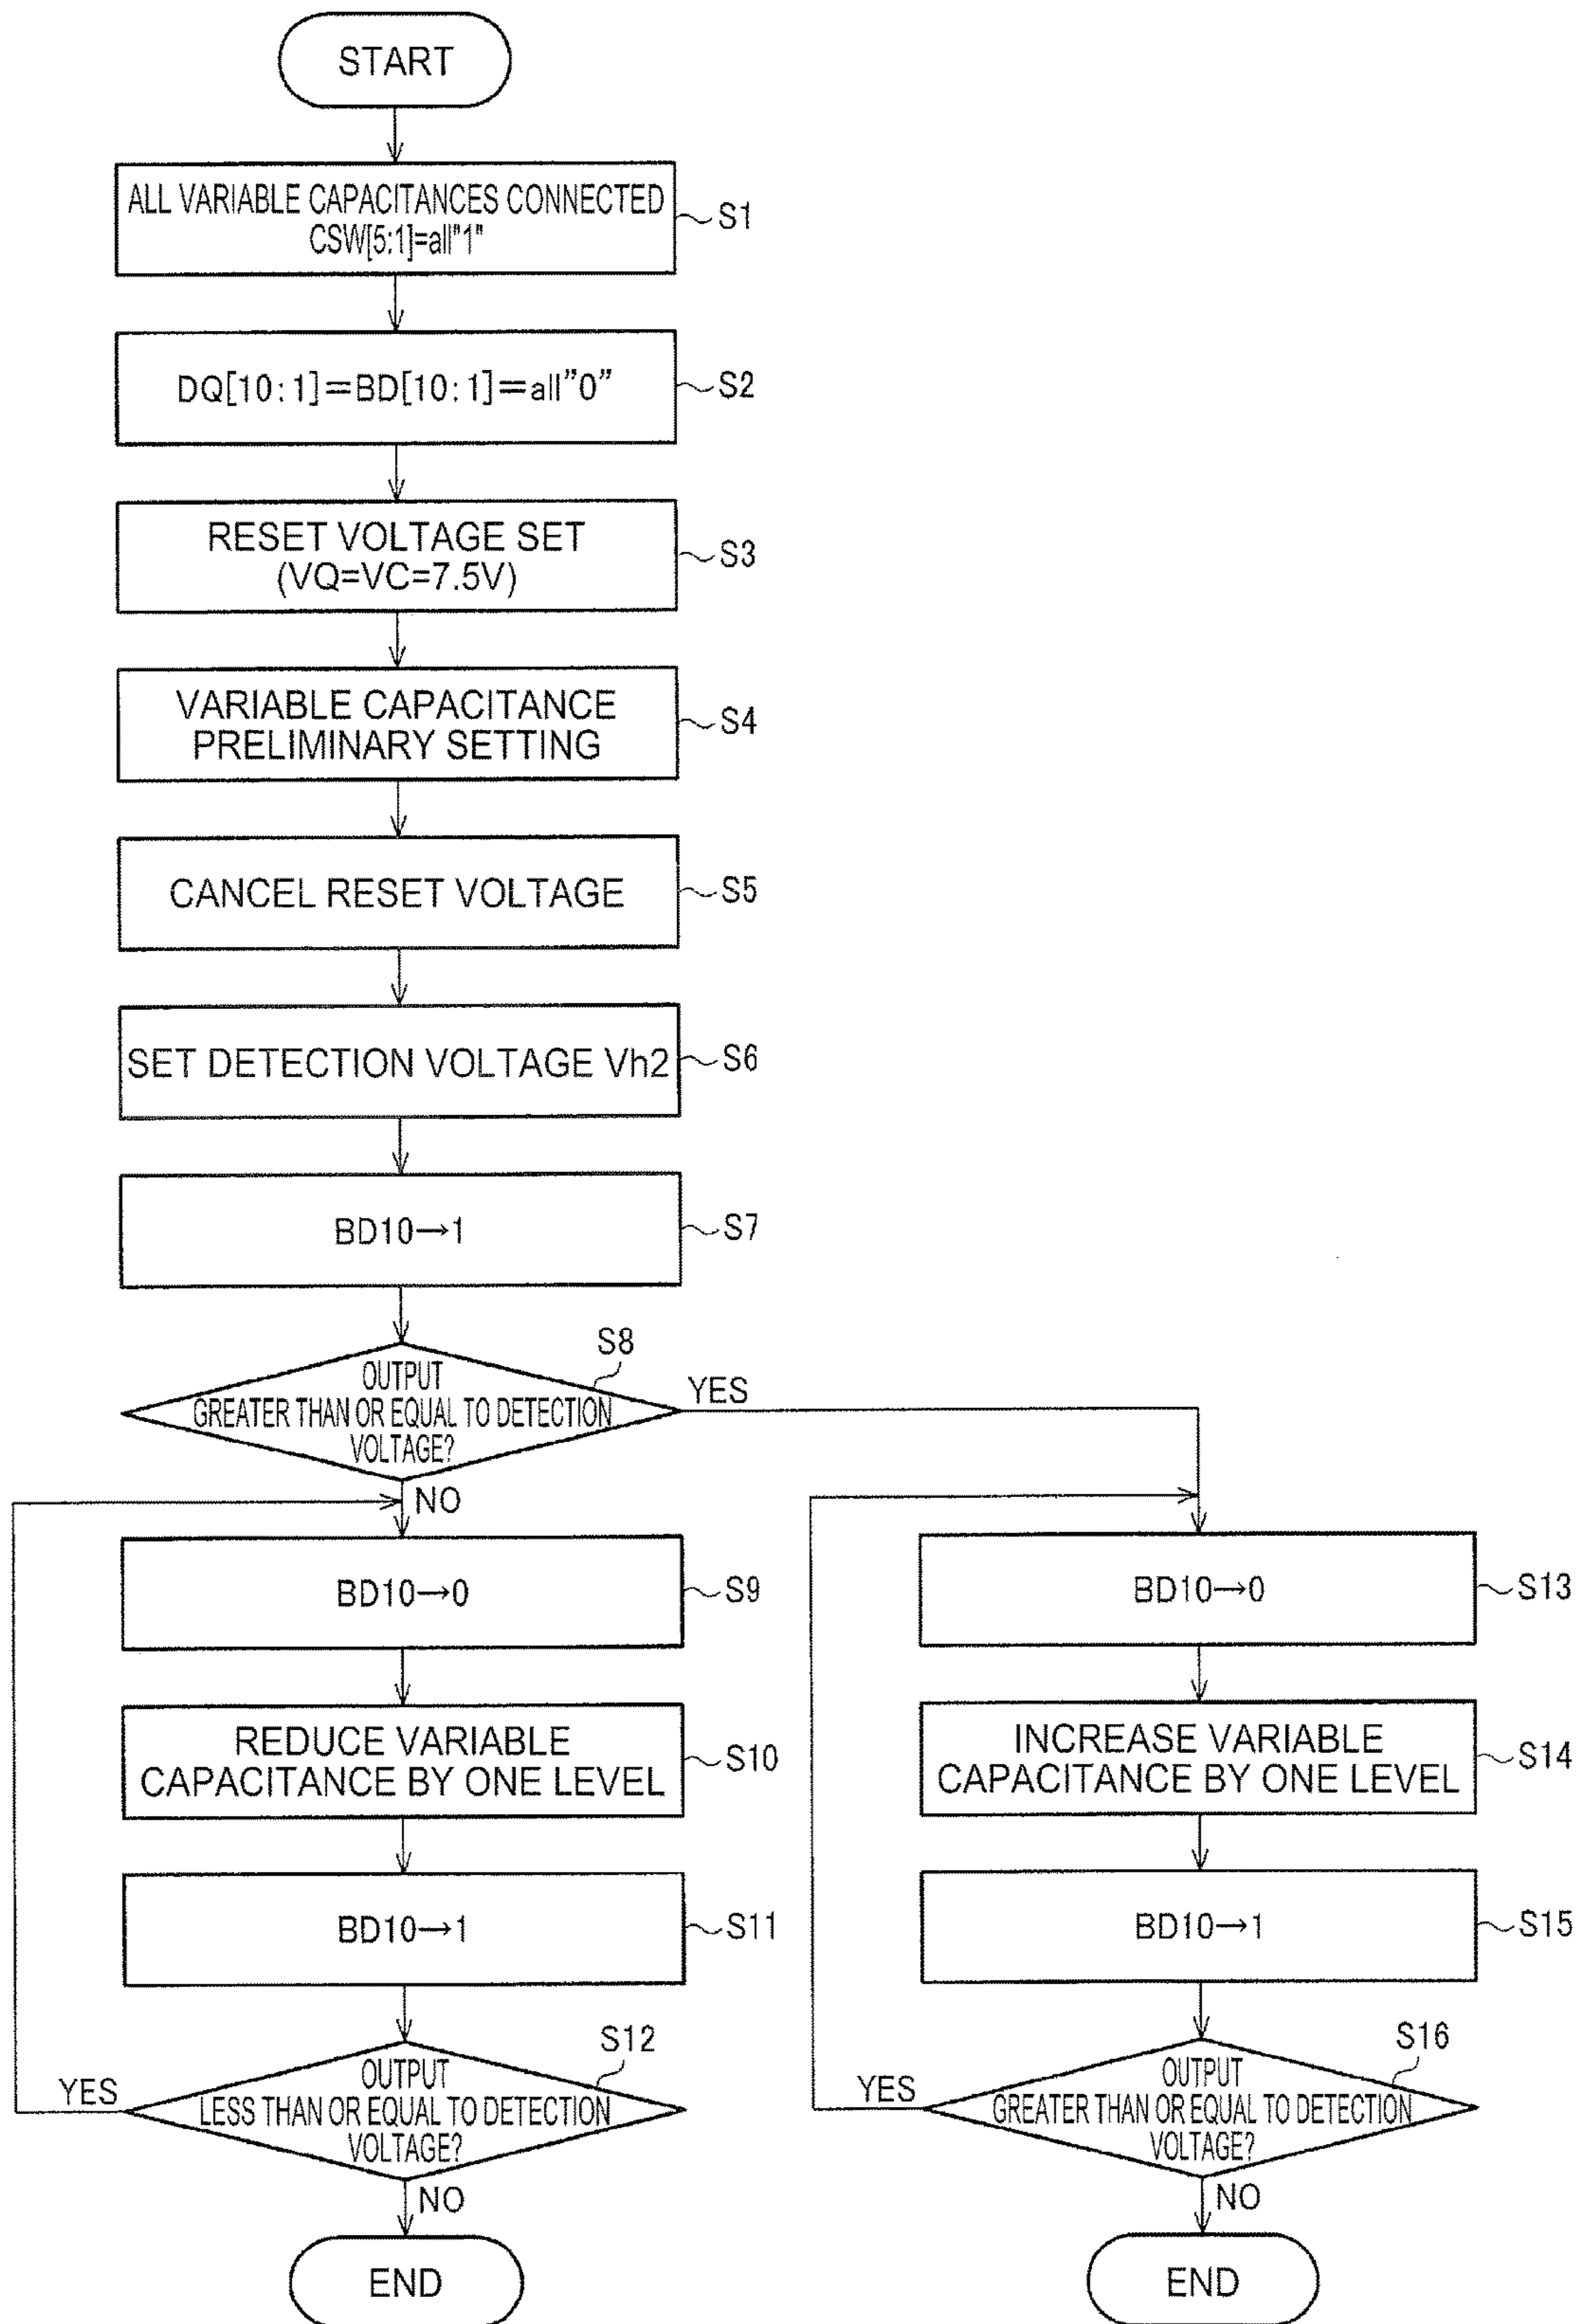 START
ALL VARIABLE CAPACITANCES CONNECTED
CSW[5:1]=all"1"
S1
DQ[10:1]=BD[10:1]=all"0"
S2
RESET VOLTAGE SET
(VQ=VC=7.5V)
S3
VARIABLE CAPACITANCE
PRELIMINARY SETTING
S4
CANCEL RESET VOLTAGE
S5
SET DETECTION VOLTAGE Vh2
S6
BD10→1
S7
S8
OUTPUT
GREATER THAN OR EQUAL TO DETECTION
VOLTAGE?
YES
NO
BD10→0
S9
REDUCE VARIABLE
CAPACITANCE BY ONE LEVEL
S10
BD10→1
S11
S12
OUTPUT
LESS THAN OR EQUAL TO DETECTION
VOLTAGE?
YES
NO
END
BD10→0
S13
INCREASE VARIABLE
CAPACITANCE BY ONE LEVEL
S14
BD10→1
S15
S16
OUTPUT
GREATER THAN OR EQUAL TO DETECTION
VOLTAGE?
YES
NO
END